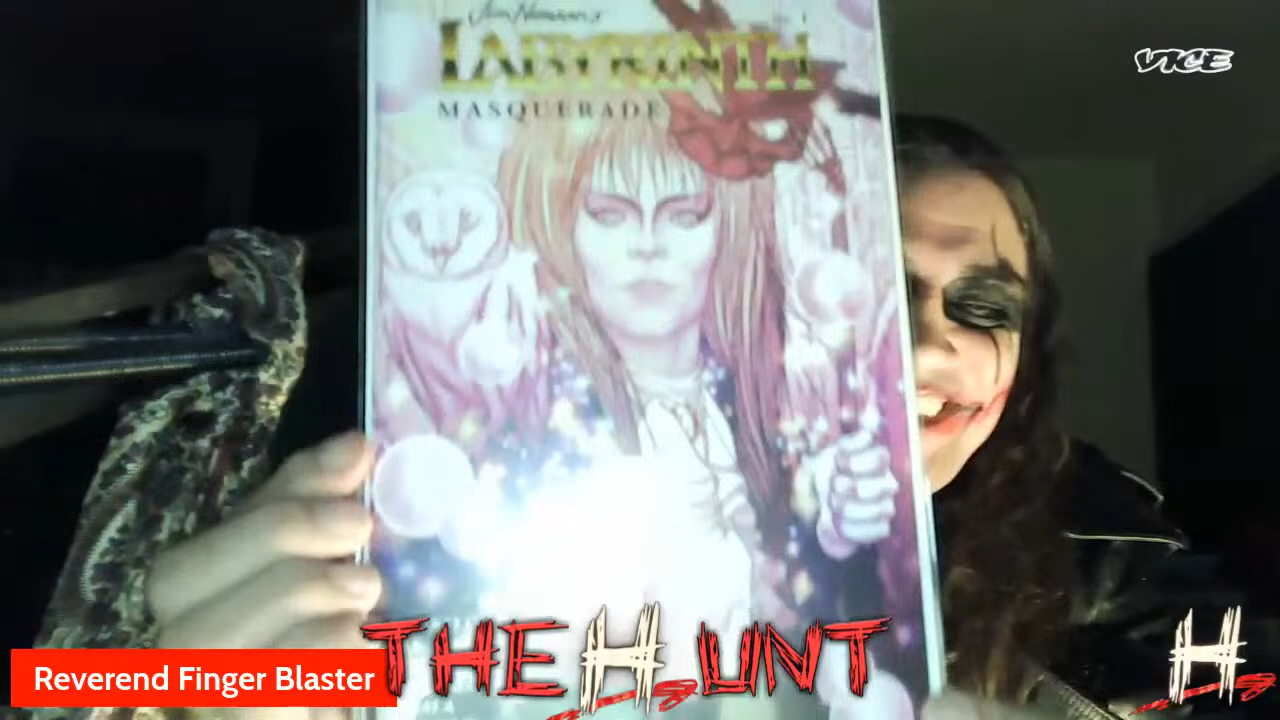 Jim Henson's
LABYRINTH
MASQUERADE
VICE
THE HUNT
H
Reverend Finger Blaster